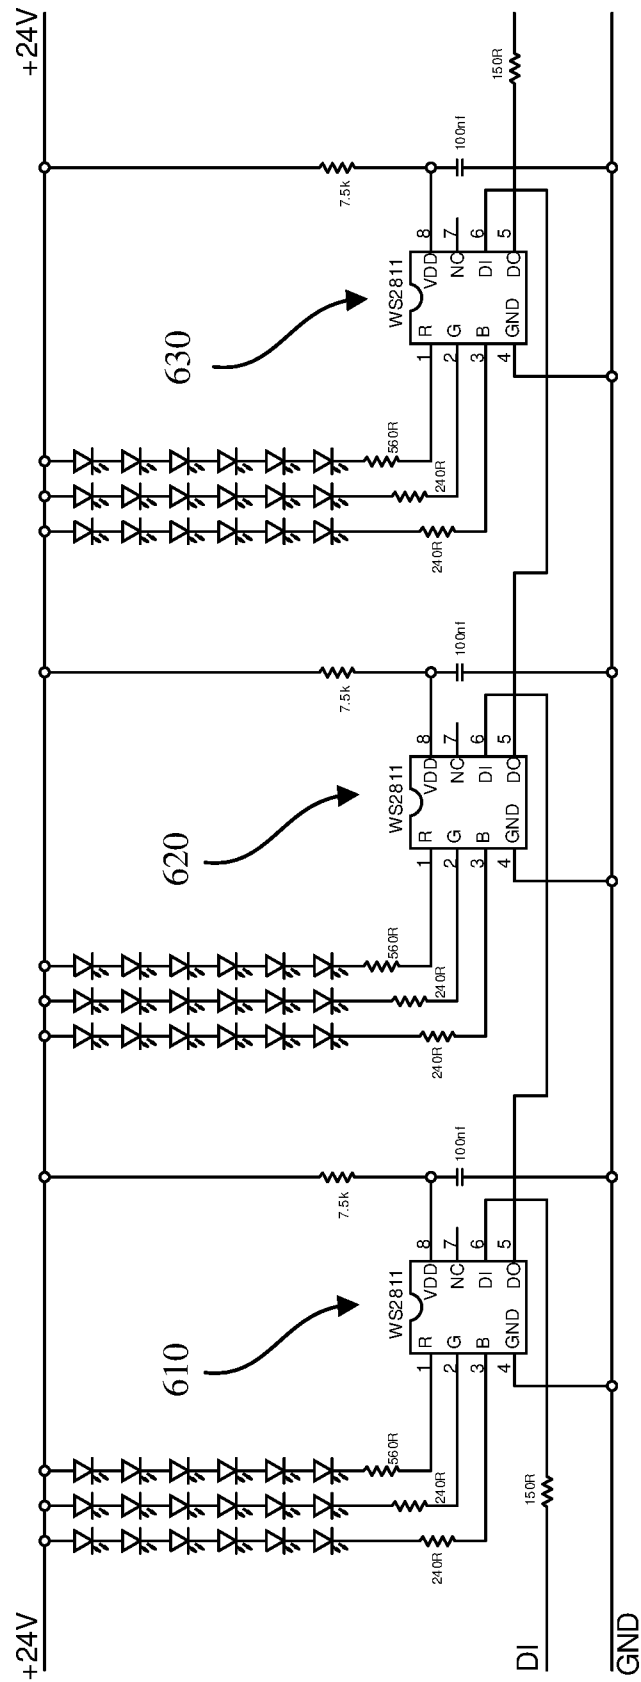 +24V
+24V
610
7.5k
560R
240R
240R
WS2811
1 R VDD 8
2 G NC 7
3 B DI 6
4 GND DO 5
100nf
620
7.5k
560R
240R
240R
WS2811
1 R VDD 8
2 G NC 7
3 B DI 6
4 GND DO 5
100nf
630
7.5k
560R
240R
240R
WS2811
1 R VDD 8
2 G NC 7
3 B DI 6
4 GND DO 5
100nf
150R
DI
150R
GND